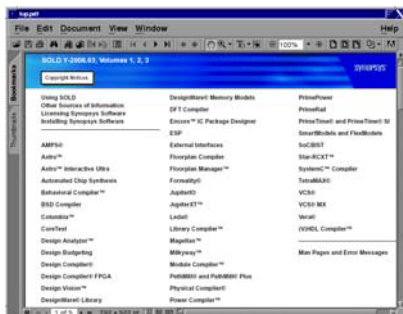 File Edit Document View Window Help
100%
Bookmarks
Thumbnails
SOLD Y-2006.03, Volumes 1, 2, 3
SYNOPSYS
Copyright Notices
Using SOLD
Other Sources of Information
Licensing Synopsys Software
Installing Synopsys Software
AMPS®
Astro™
Astro™ Interactive Ultra
Automated Chip Synthesis
Behavioral Compiler™
BSD Compiler
Columbia™
CoreTest
Design Analyzer™
Design Budgeting
Design Compiler®
Design Compiler® FPGA
Design Vision™
DesignWare® Library
DesignWare® Memory Models
DFT Compiler
Encore™ IC Package Designer
ESP
External Interfaces
Floorplan Compiler
Floorplan Manager™
Formality®
JupiterIO
JupiterXT™
Leda®
Library Compiler™
Magellan™
Milkyway™
Module Compiler™
PathMill® and PathMill® Plus
Physical Compiler®
Power Compiler™
PrimePower
PrimeRail
PrimeTime® and PrimeTime® SI
SmartModels and FlexModels
SoCBIST
Star-RCXT™
SystemC™ Compiler
TetraMAX®
VCS®
VCS® MX
Vera®
(V)HDL Compiler™
Man Pages and Error Messages
1 of 5